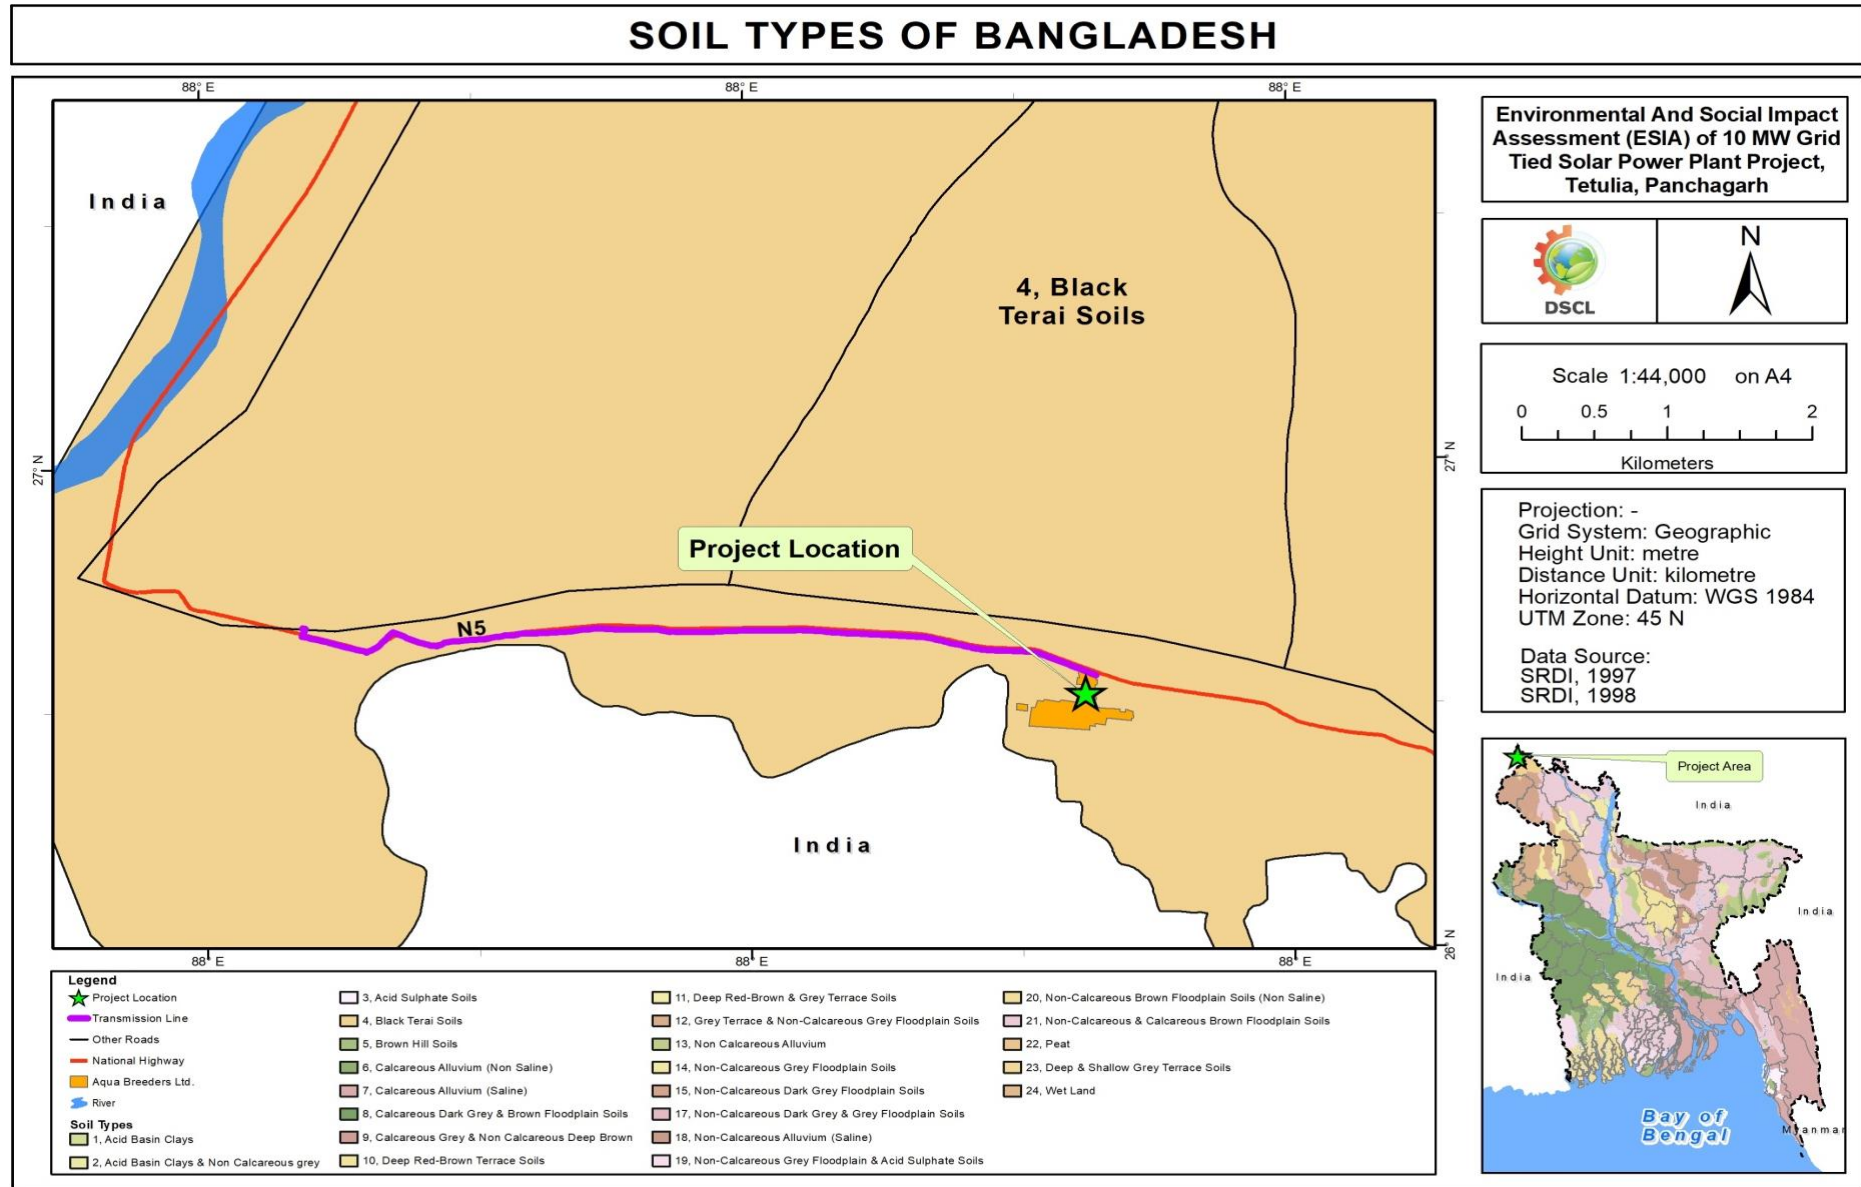 SOIL TYPES OF BANGLADESH
88° E
88° E
88° E
India
4, Black
Terai Soils
27° N
27° N
Project Location
N5
India
26° N
88° E
88° E
88° E
Environmental And Social Impact
Assessment (ESIA) of 10 MW Grid
Tied Solar Power Plant Project,
Tetulia, Panchagarh
DSCL
N
Scale 1:44,000 on A4
0 0.5 1 2
Kilometers
Projection: -
Grid System: Geographic
Height Unit: metre
Distance Unit: kilometre
Horizontal Datum: WGS 1984
UTM Zone: 45 N
Data Source:
SRDI, 1997
SRDI, 1998
Project Area
India
India
India
Bay of
Bengal
Myanmar
Legend
Project Location
Transmission Line
Other Roads
National Highway
Aqua Breeders Ltd.
River
Soil Types
1, Acid Basin Clays
2, Acid Basin Clays & Non Calcareous grey
3, Acid Sulphate Soils
4, Black Terai Soils
5, Brown Hill Soils
6, Calcareous Alluvium (Non Saline)
7, Calcareous Alluvium (Saline)
8, Calcareous Dark Grey & Brown Floodplain Soils
9, Calcareous Grey & Non Calcareous Deep Brown
10, Deep Red-Brown Terrace Soils
11, Deep Red-Brown & Grey Terrace Soils
12, Grey Terrace & Non-Calcareous Grey Floodplain Soils
13, Non Calcareous Alluvium
14, Non-Calcareous Grey Floodplain Soils
15, Non-Calcareous Dark Grey Floodplain Soils
17, Non-Calcareous Dark Grey & Grey Floodplain Soils
18, Non-Calcareous Alluvium (Saline)
19, Non-Calcareous Grey Floodplain & Acid Sulphate Soils
20, Non-Calcareous Brown Floodplain Soils (Non Saline)
21, Non-Calcareous & Calcareous Brown Floodplain Soils
22, Peat
23, Deep & Shallow Grey Terrace Soils
24, Wet Land